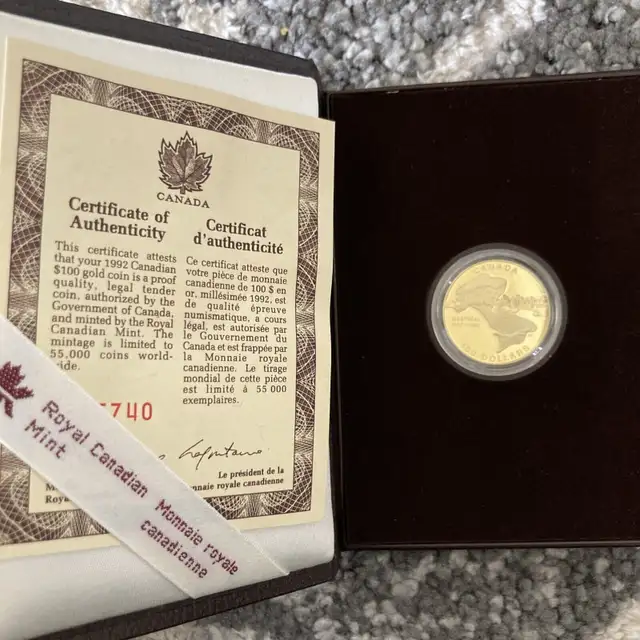 CANADA
Certificate of
Authenticity
This certificate attests
that your 1992 Canadian
$100 gold coin is a proof
quality, legal tender
coin, authorized by the
Government of Canada,
and minted by the Royal
Canadian Mint. The
mintage is limited to
55,000 coins world-
ide.
Certificat
d'authenticité
Ce certificat atteste que
votre pièce de monnaie
canadienne de 100 $ en
or, millésimée 1992, est
de qualité épreuve
numismatique, a cours
légal, est autorisée par
le Gouvernement du
Canada et est frappée par
la Monnaie royale
canadienne. Le tirage
mondial de cette pièce
est limité à 55 000
exemplaires.
740
Le président de la
nnaie royale canadienne
Roya
Royal Canadian
Mint
Monnaie royale
canadienne
CANADA
DOLLARS